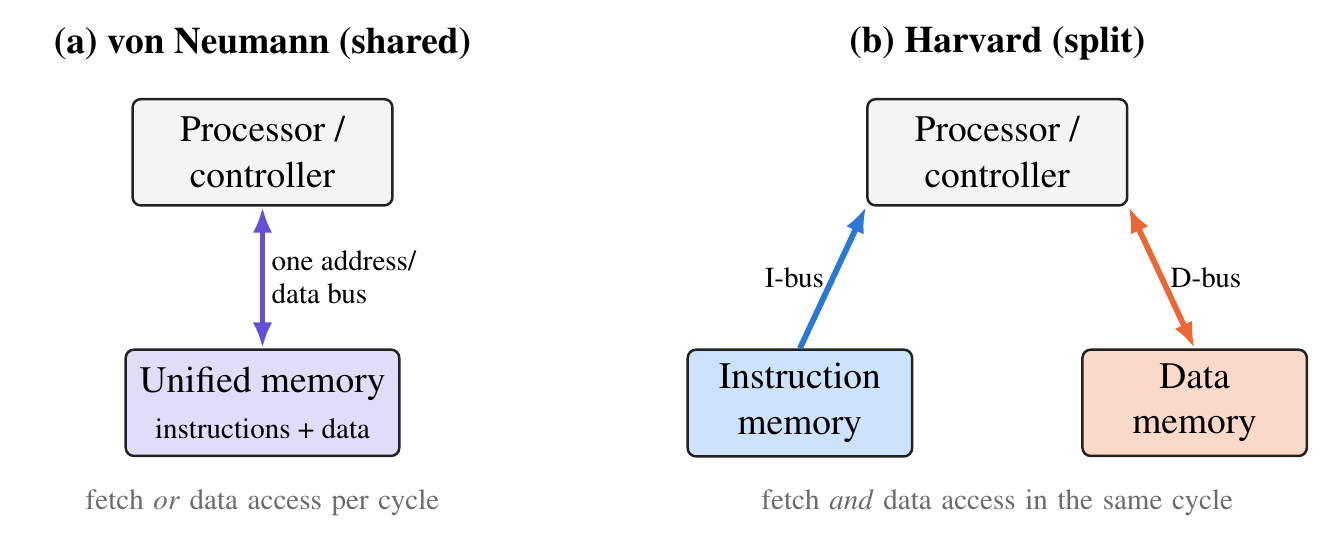 (a) von Neumann (shared)
Processor /
controller
one address/
data bus
Unified memory
instructions + data
fetch or data access per cycle
(b) Harvard (split)
Processor /
controller
I-bus
D-bus
Instruction
memory
Data
memory
fetch and data access in the same cycle